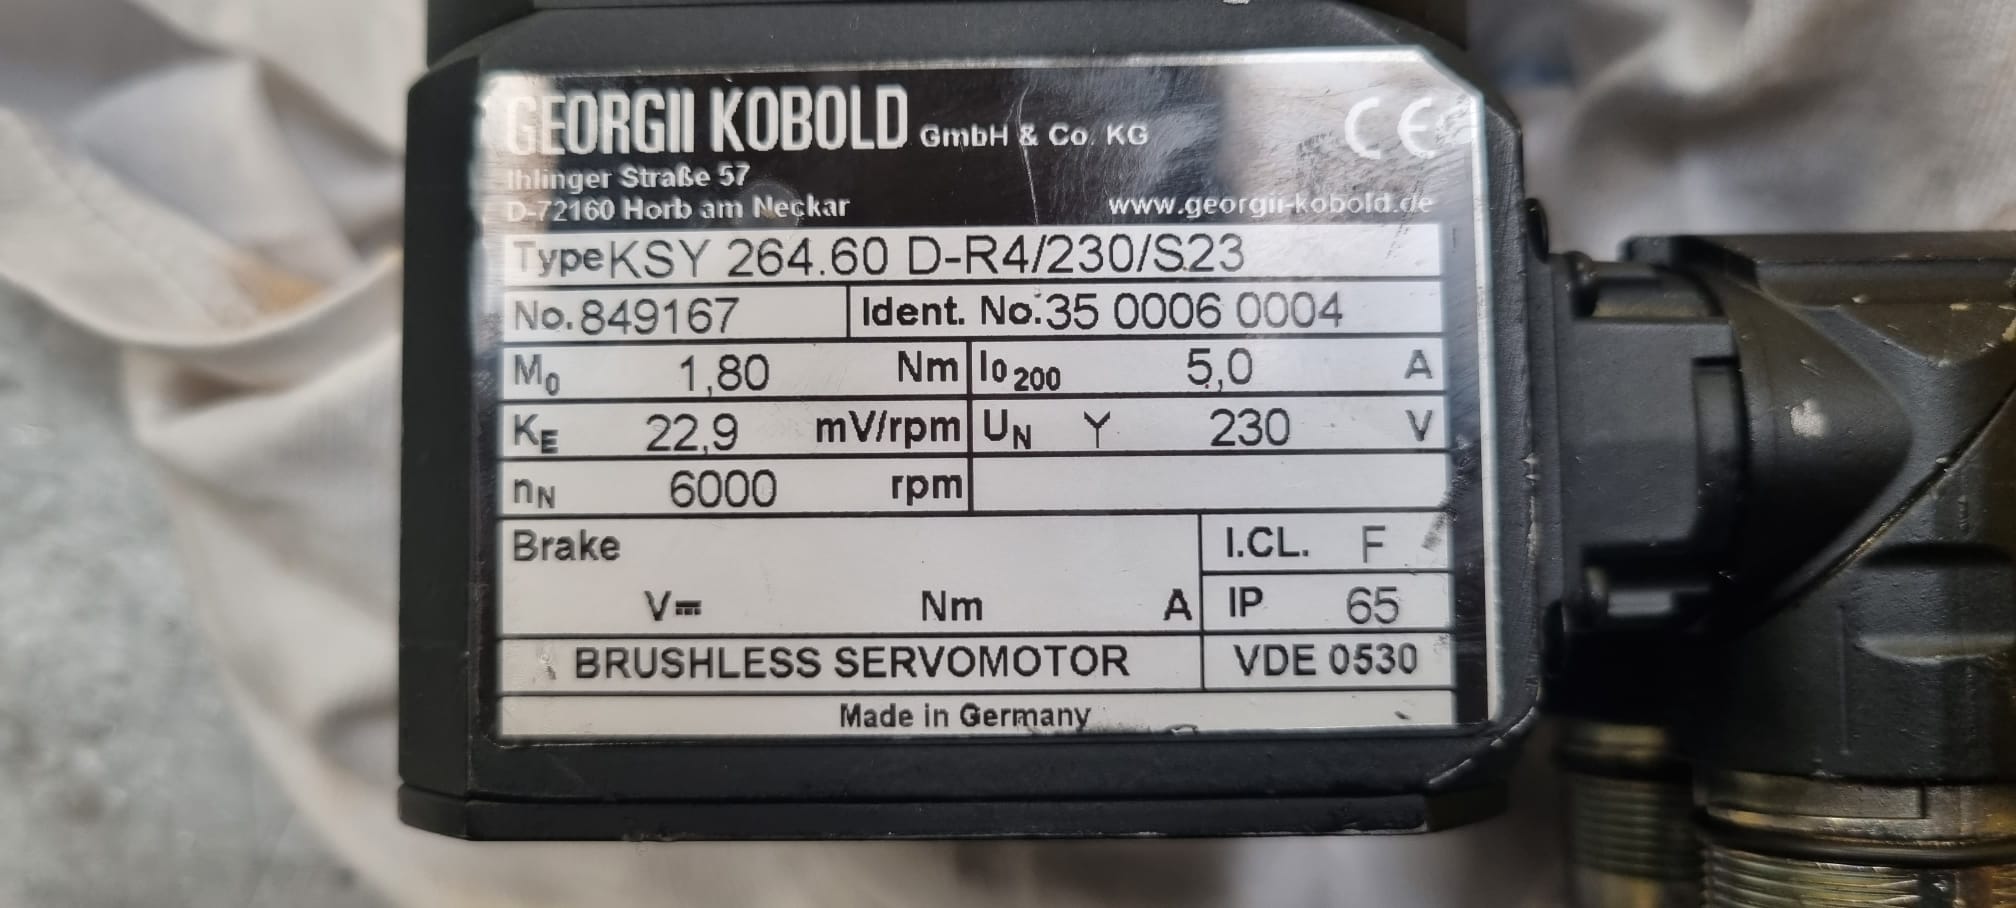 GEORGII KOBOLD GmbH & Co. KG CE
Ihlinger Straße 57
D-72160 Horb am Neckar www.georgii-kobold.de
Type KSY 264.60 D-R4/230/S23
No. 849167 Ident. No.: 35 0006 0004
M0 1,80 Nm I0 200 5,0 A
KE 22,9 mV/rpm UN Y 230 V
nN 6000 rpm
Brake I.CL. F
V⎓ Nm A IP 65
BRUSHLESS SERVOMOTOR VDE 0530
Made in Germany